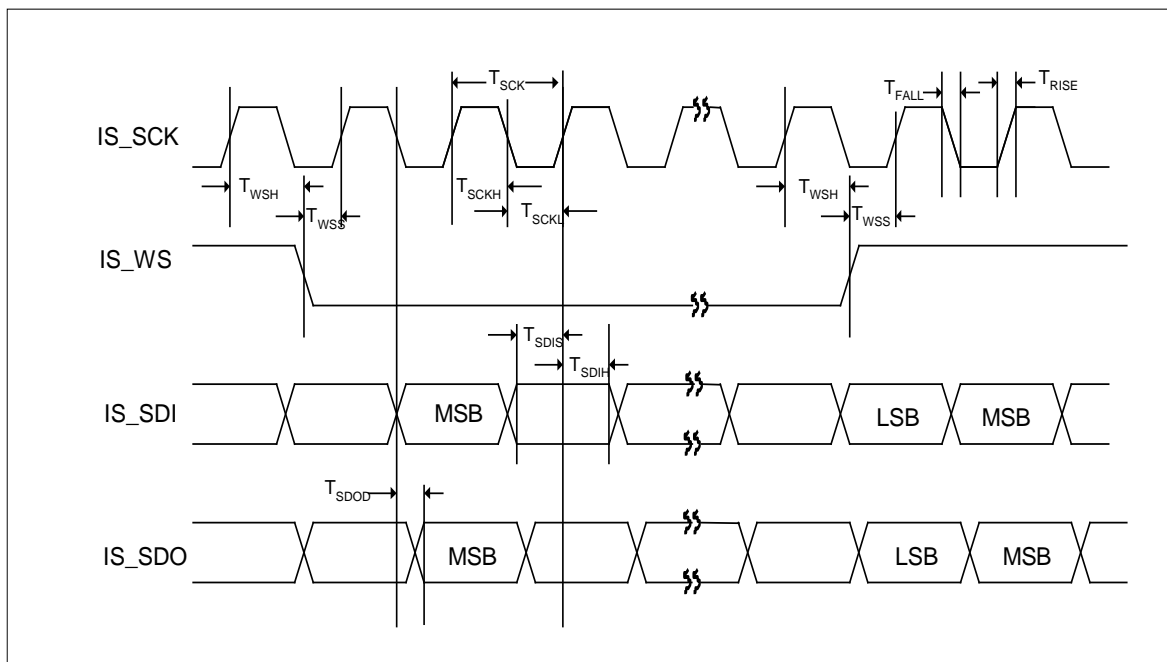 T_SCK
T_FALL
T_RISE
IS_SCK
T_WSH
T_SCKH
T_WSH
T_WSS
T_SCKL
T_WSS
IS_WS
T_SDIS
T_SDIH
IS_SDI
MSB
LSB
MSB
T_SDOD
IS_SDO
MSB
LSB
MSB